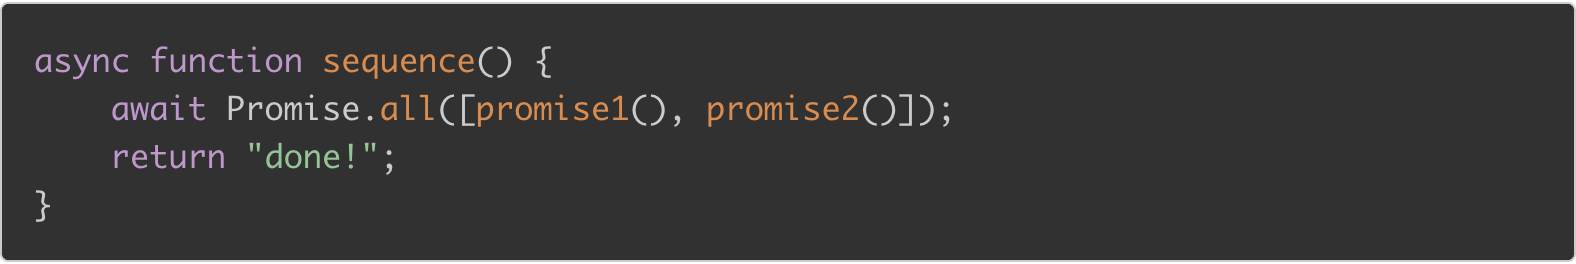 async function sequence() {
    await Promise.all([promise1(), promise2()]);
    return "done!";
}